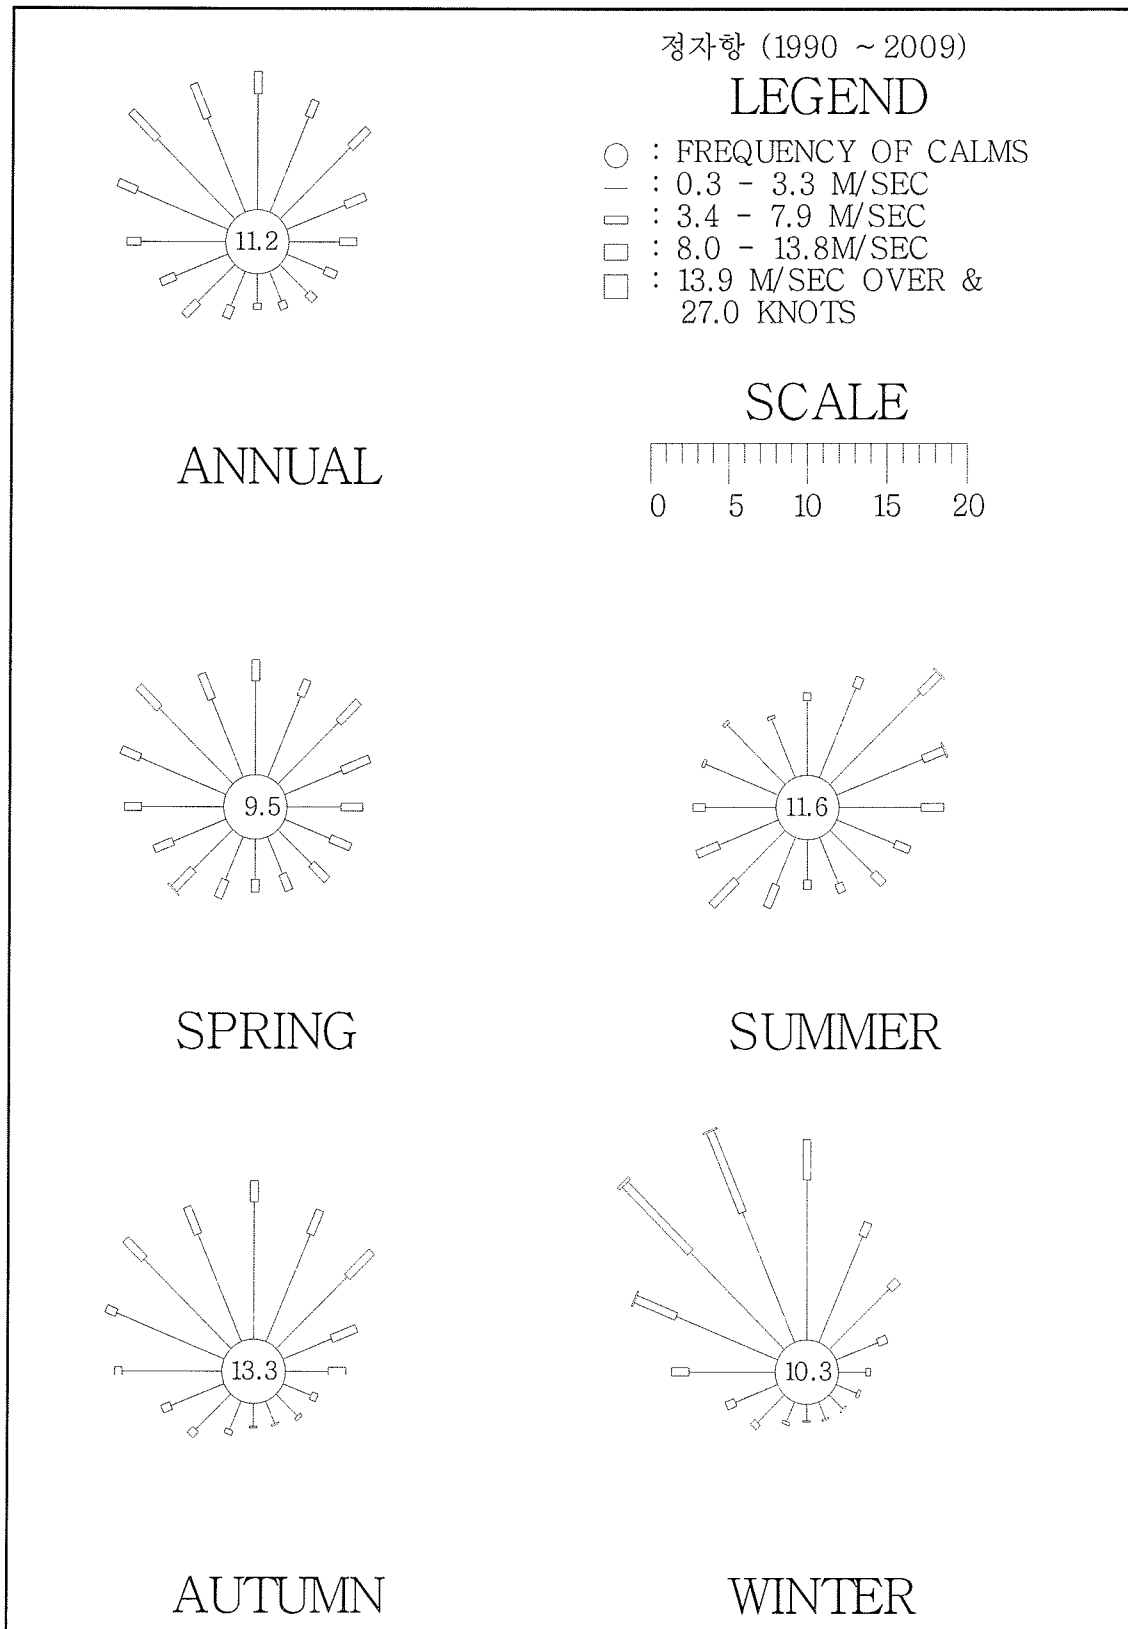 정자항 (1990 ~ 2009)
LEGEND
: FREQUENCY OF CALMS
: 0.3 - 3.3 M/SEC
: 3.4 - 7.9 M/SEC
: 8.0 - 13.8M/SEC
: 13.9 M/SEC OVER &
27.0 KNOTS
11.2
ANNUAL
SCALE
0 5 10 15 20
9.5
11.6
SPRING
SUMMER
13.3
10.3
AUTUMN
WINTER